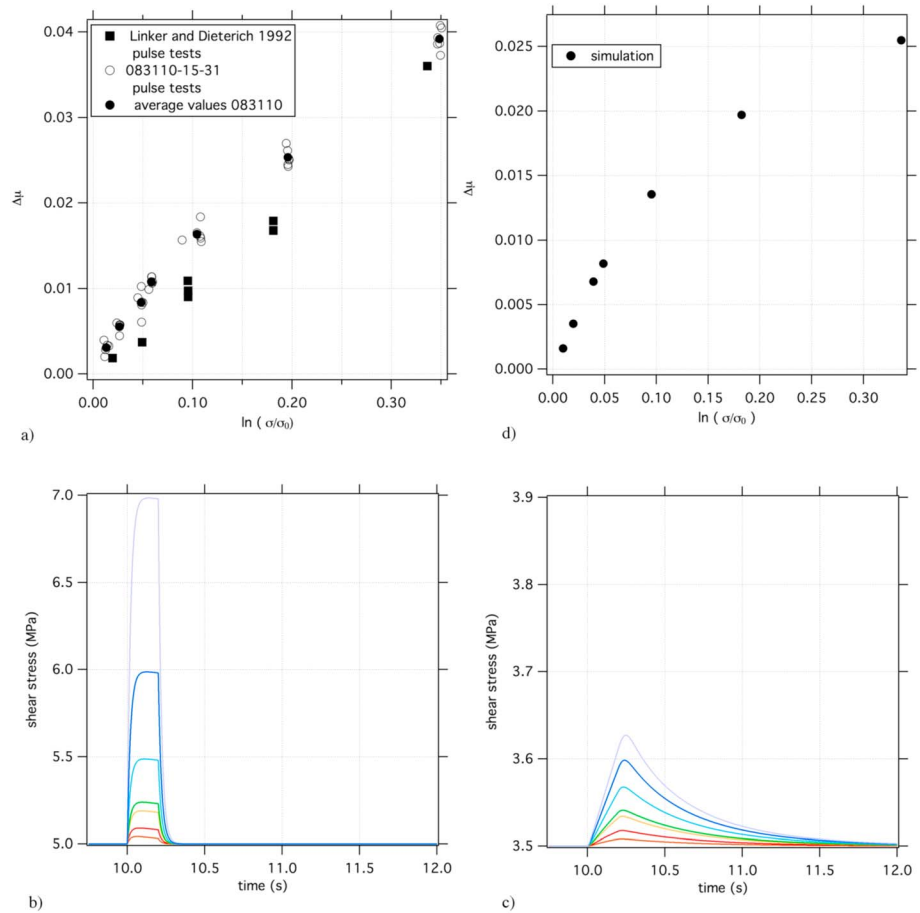 0.04
0.03
0.02
0.01
0.00
Δμ
Linker and Dieterich 1992
pulse tests
083110-15-31
pulse tests
average values 083110
0.00
0.10
0.20
0.30
ln ( σ/σ0)
a)
0.025
0.020
0.015
0.010
0.005
0.000
Δμ
simulation
0.00
0.05
0.10
0.15
0.20
0.25
0.30
ln ( σ/σ0 )
d)
7.0
6.5
6.0
5.5
5.0
shear stress (MPa)
10.0
10.5
11.0
11.5
12.0
time (s)
b)
3.9
3.8
3.7
3.6
3.5
shear stress (MPa)
10.0
10.5
11.0
11.5
12.0
time (s)
c)